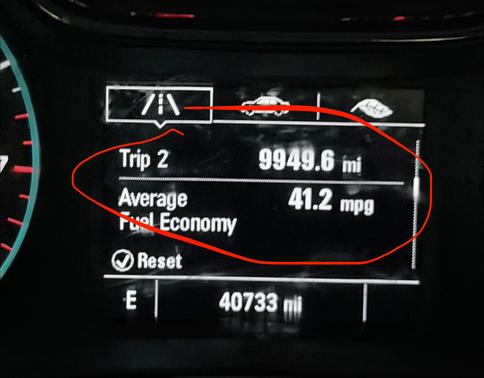 Trip 2 9949.6 mi
Average 41.2 mpg
Fuel Economy
Reset
E 40733 mi